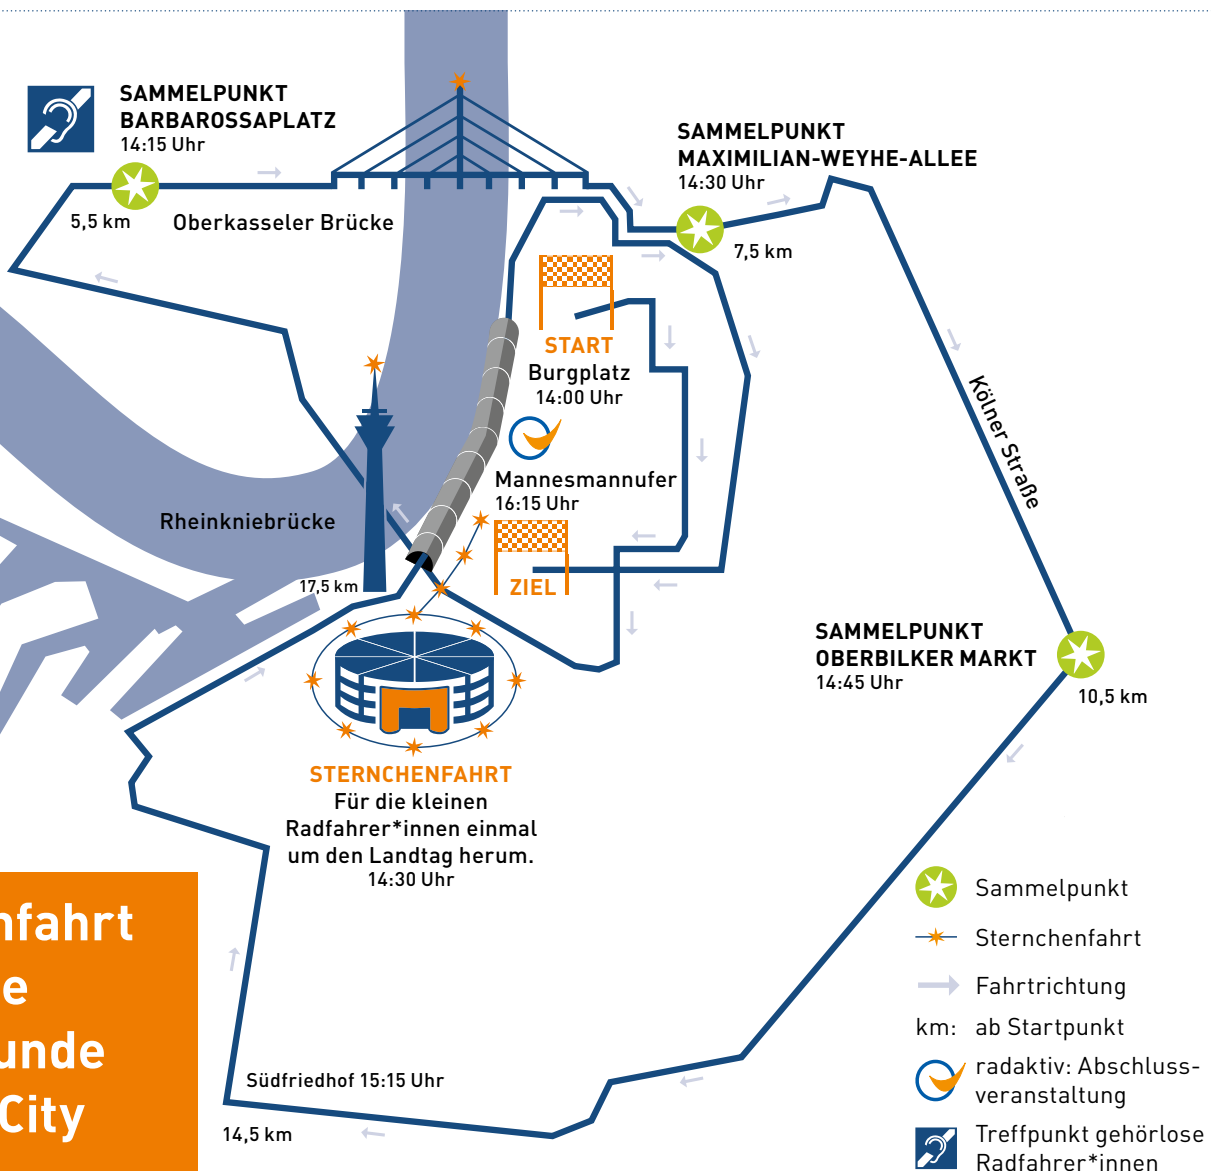 SAMMELPUNKT
BARBAROSSAPLATZ
14:15 Uhr
5,5 km
Oberkasseler Brücke
SAMMELPUNKT
MAXIMILIAN-WEYHE-ALLEE
14:30 Uhr
7,5 km
START
Burgplatz
14:00 Uhr
Kölner Straße
Mannesmannufer
16:15 Uhr
Rheinkniebrücke
17,5 km
ZIEL
SAMMELPUNKT
OBERBILKER MARKT
14:45 Uhr
10,5 km
STERNCHENFAHRT
Für die kleinen
Radfahrer*innen einmal
um den Landtag herum.
14:30 Uhr
nfahrt
e
unde
City
Südfriedhof 15:15 Uhr
14,5 km
Sammelpunkt
Sternchenfahrt
Fahrtrichtung
km: ab Startpunkt
radaktiv: Abschluss-
veranstaltung
Treffpunkt gehörlose
Radfahrer*innen